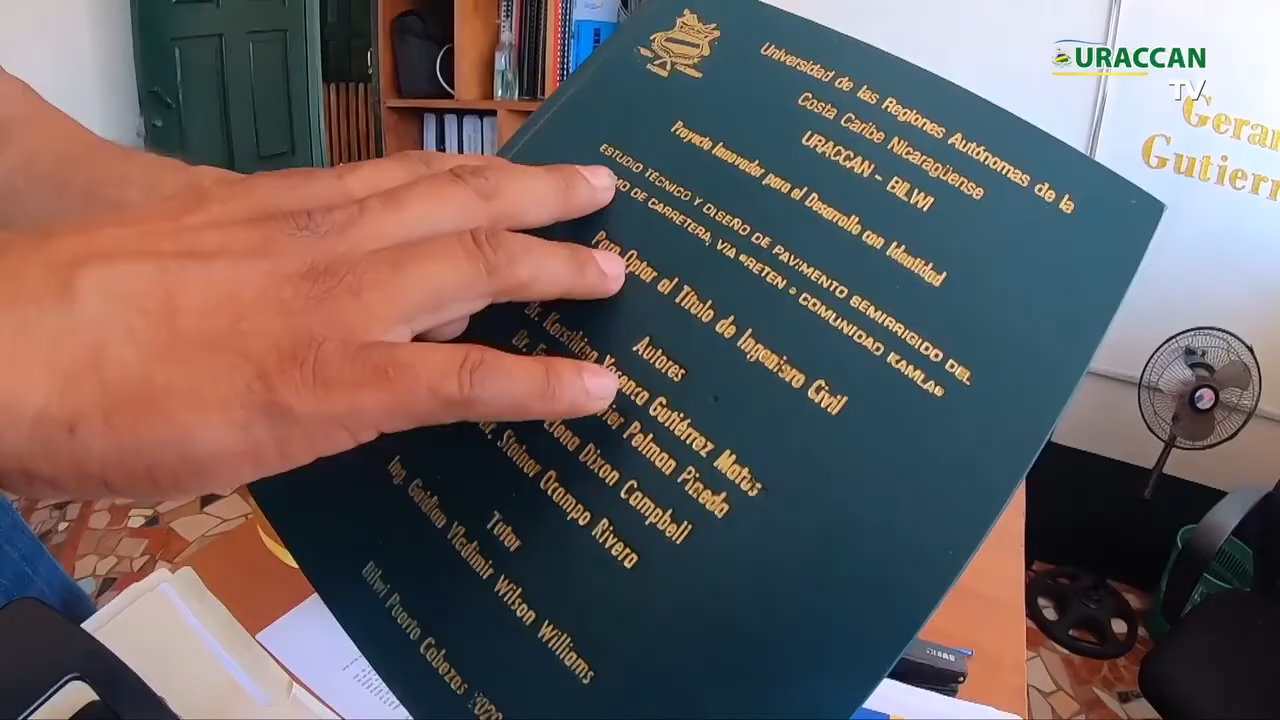 URACCAN
TV
Universidad de las Regiones Autónomas de la
Costa Caribe Nicaragüense
URACCAN - BILWI
Proyecto Innovador para el Desarrollo con Identidad
ESTUDIO TÉCNICO Y DISEÑO DE PAVIMENTO SEMIRRIGIDO DEL
DE CARRETERA, VIA "RETEN COMUNIDAD KAMLA"
Para Optar al Título de Ingeniero Civil
Autores
Br. Gutiérrez Matus
Br. Pelman Pineda
Dixon Campbell
Br. Ocampo Rivera
Tutor
Ing. Guidian Vladimir Wilson Williams
Bilwi Puerto Cabezas
Gutierr